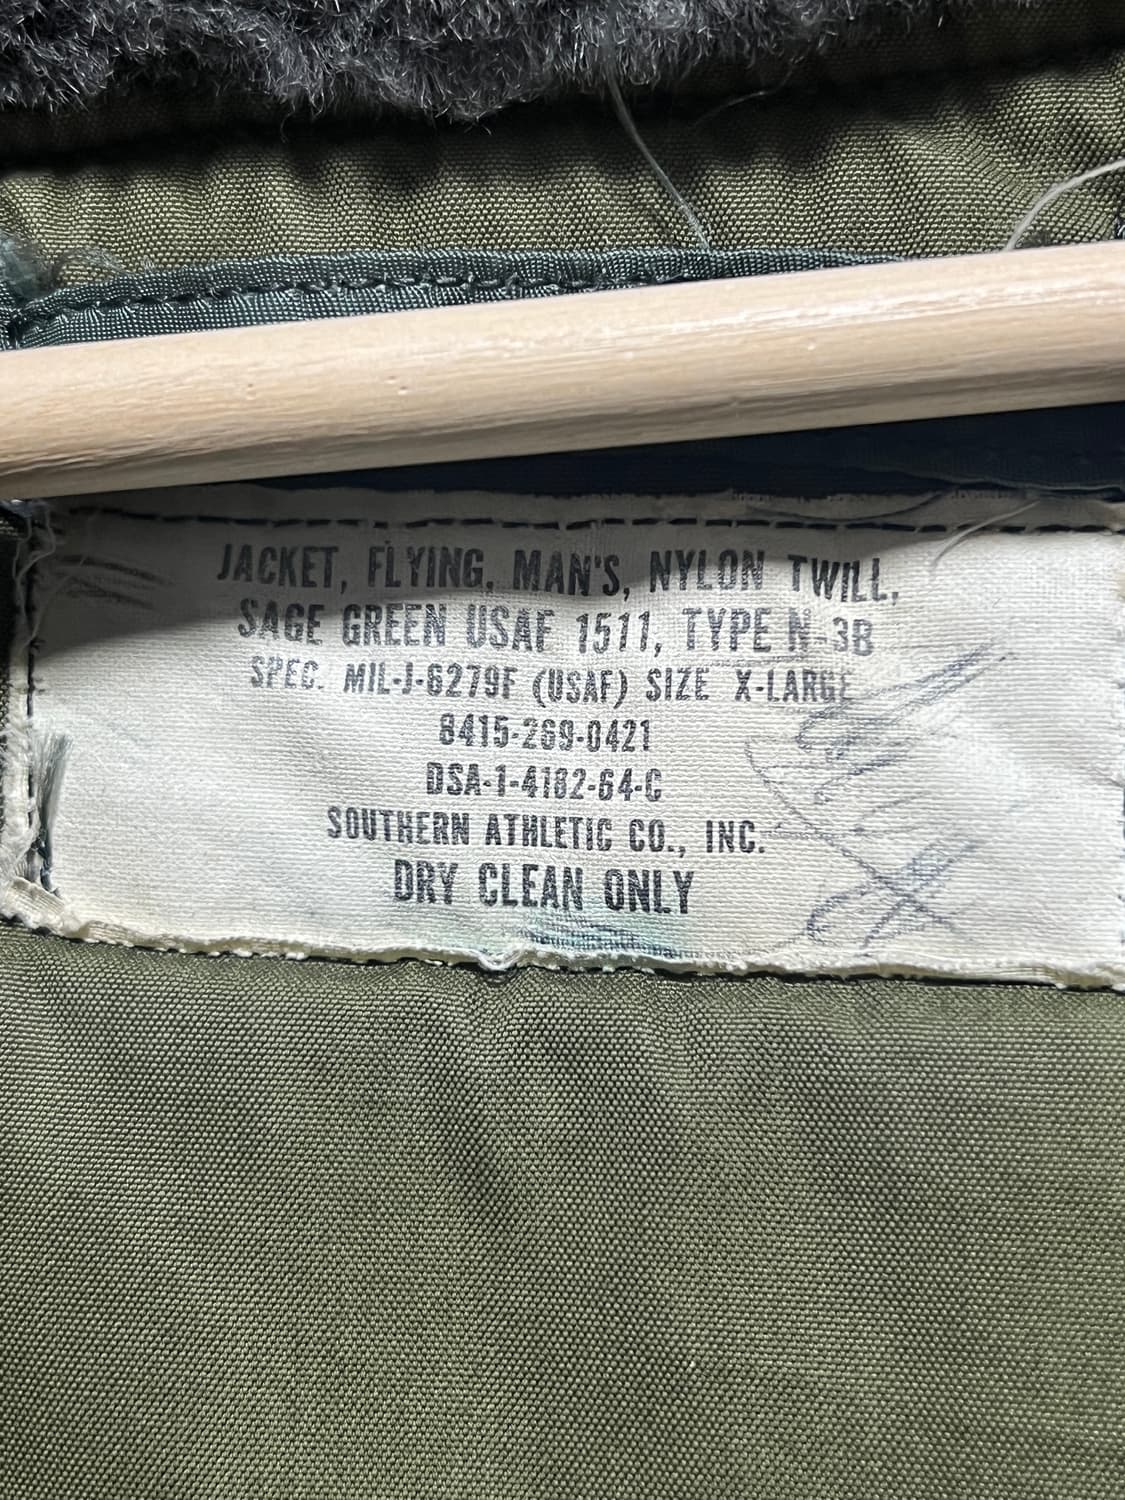 JACKET, FLYING, MAN'S, NYLON TWILL,
SAGE GREEN USAF 1511, TYPE N-3B
SPEC. MIL-J-6279F (USAF) SIZE X-LARGE
8415-269-0421
DSA-1-4182-64-C
SOUTHERN ATHLETIC CO., INC.
DRY CLEAN ONLY